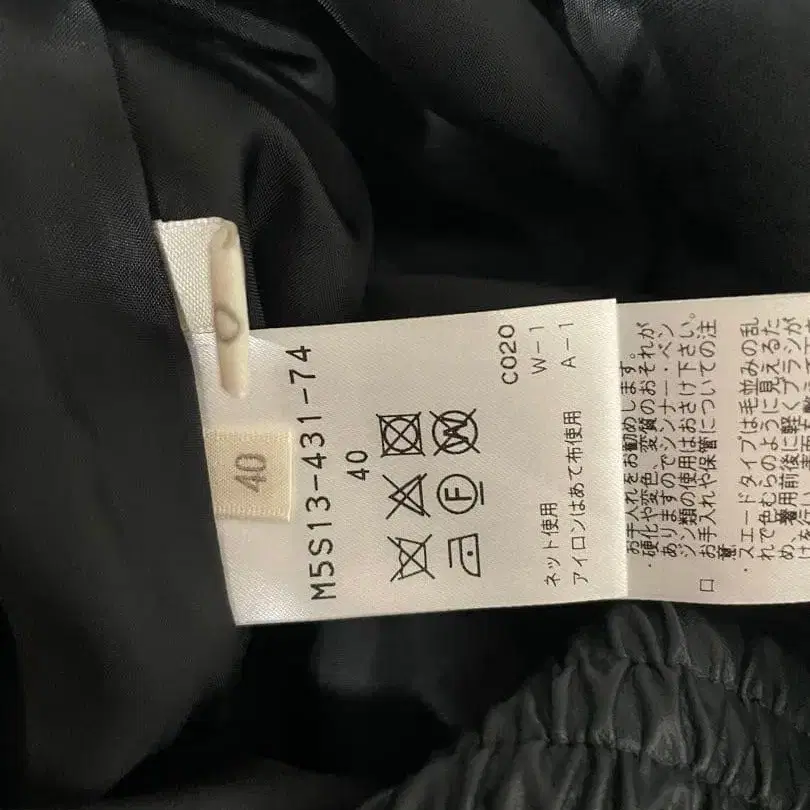 40
M5S13-431-74
40
W
F
C020
W-1
A-1
ネット使用
アイロンはあて布使用
お手入れをお勧めします。
・硬化や変色、変質のおそれが
ありますのでシンナー・ベン
ジン類の使用はおさけ下さい。
口 お手入れや保管についての注
意
・スエードタイプは毛並みの乱
れで色むらのように見えるた
め、着用前後に軽くブラシが
けを行い、